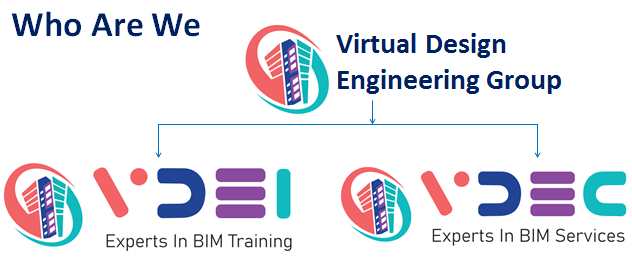 Who Are We
Virtual Design
Engineering Group
VDEI
Experts In BIM Training
VDEC
Experts In BIM Services